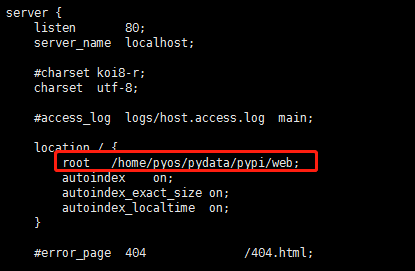 server {
    listen       80;
    server_name  localhost;

    #charset koi8-r;
    charset  utf-8;

    #access_log  logs/host.access.log  main;

    location / {
        root   /home/pyos/pydata/pypi/web;
        autoindex    on;
        autoindex_exact_size on;
        autoindex_localtime  on;
    }

    #error_page  404              /404.html;